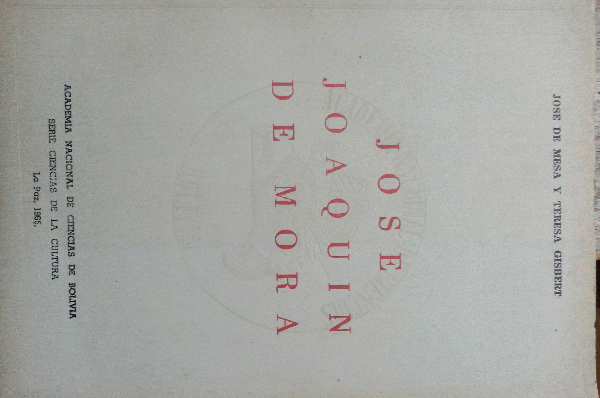 JOSE DE MESA Y TERESA GISBERT
JOSE
JOAQUIN
DE MORA
ACADEMIA NACIONAL DE CIENCIAS DE BOLIVIA
SERIE CIENCIAS DE LA CULTURA
La Paz, 1965.